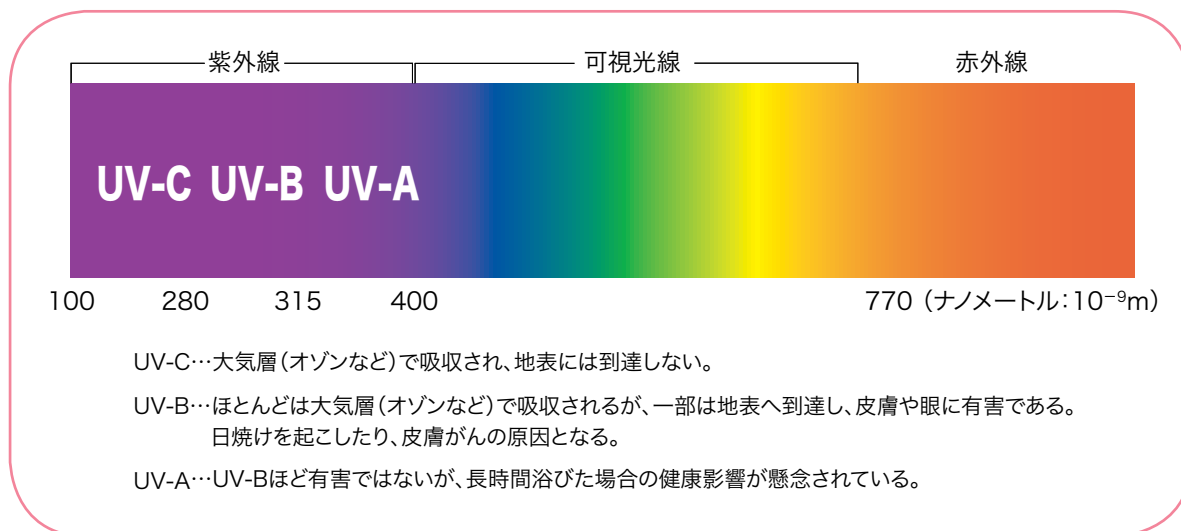 紫外線 可視光線 赤外線
UV-C UV-B UV-A
100 280 315 400 770（ナノメートル：10⁻⁹m）
UV-C…大気層（オゾンなど）で吸収され、地表には到達しない。
UV-B…ほとんどは大気層（オゾンなど）で吸収されるが、一部は地表へ到達し、皮膚や眼に有害である。
日焼けを起こしたり、皮膚がんの原因となる。
UV-A…UV-Bほど有害ではないが、長時間浴びた場合の健康影響が懸念されている。